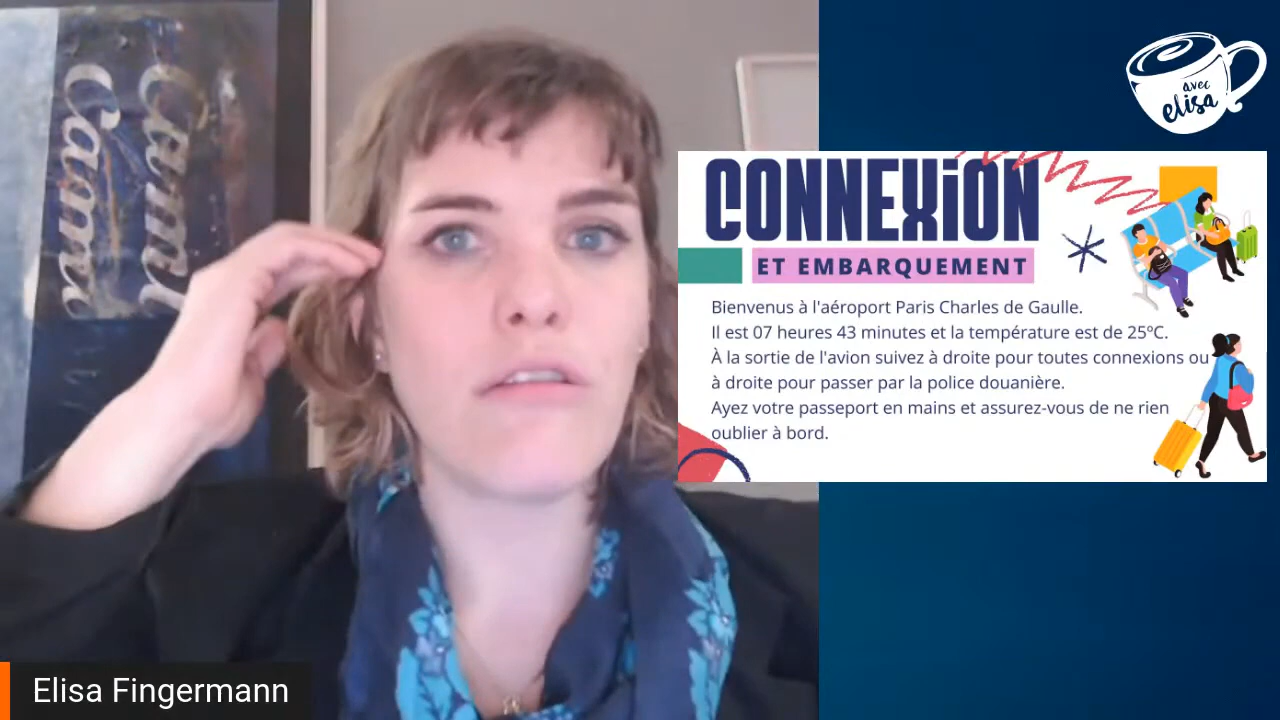 avec
elisa
CONNEXiON
ET EMBARQUEMENT
Bienvenus à l'aéroport Paris Charles de Gaulle.
Il est 07 heures 43 minutes et la température est de 25ºC.
À la sortie de l'avion suivez à droite pour toutes connexions ou
à droite pour passer par la police douanière.
Ayez votre passeport en mains et assurez-vous de ne rien
oublier à bord.
Elisa Fingermann